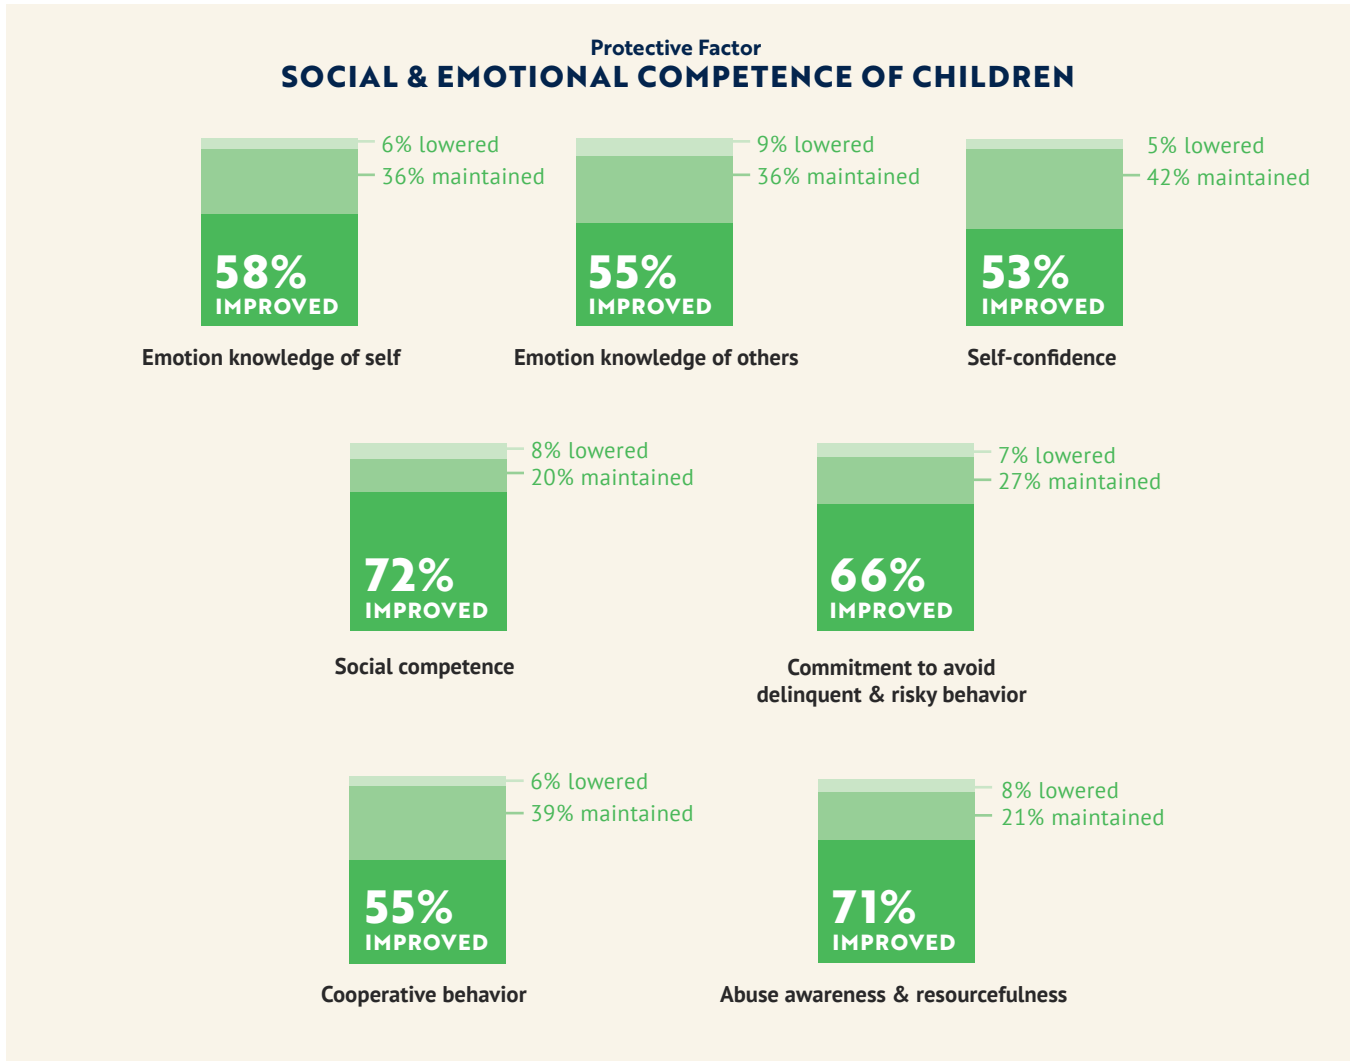 Protective Factor
SOCIAL & EMOTIONAL COMPETENCE OF CHILDREN
6% lowered
36% maintained
58%
IMPROVED
Emotion knowledge of self
9% lowered
36% maintained
55%
IMPROVED
Emotion knowledge of others
5% lowered
42% maintained
53%
IMPROVED
Self-confidence
8% lowered
20% maintained
72%
IMPROVED
Social competence
7% lowered
27% maintained
66%
IMPROVED
Commitment to avoid
delinquent & risky behavior
6% lowered
39% maintained
55%
IMPROVED
Cooperative behavior
8% lowered
21% maintained
71%
IMPROVED
Abuse awareness & resourcefulness